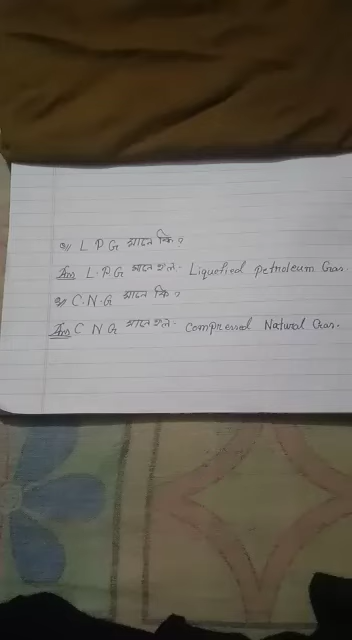 ১॥ L P G মানে কি?
Ans L.P.G মানে হল- Liquefied petroleum Gas.
২॥ C.N.G মানে কি?
Ans C N G মানে হল- Compressed Natural Gas.